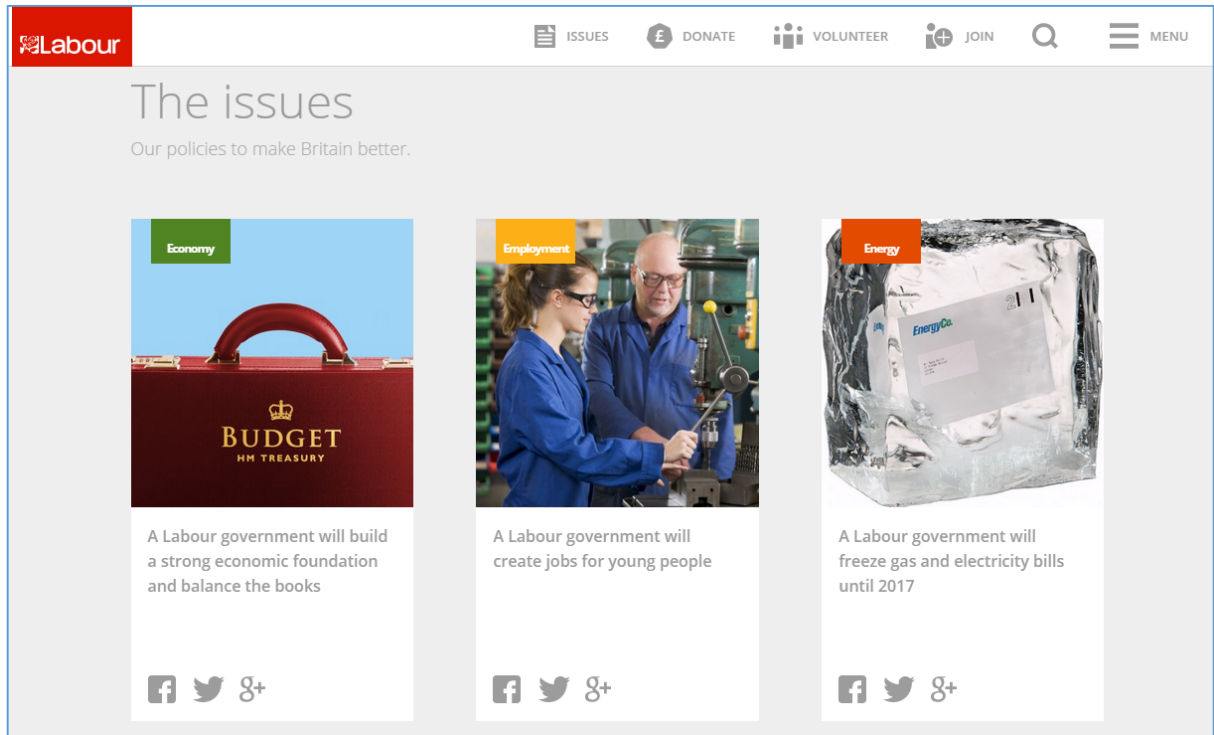 Labour
ISSUES
£ DONATE
VOLUNTEER
JOIN
MENU
The issues
Our policies to make Britain better.
Economy
BUDGET
HM TREASURY
A Labour government will build
a strong economic foundation
and balance the books
Employment
A Labour government will
create jobs for young people
Energy
EnergyCo.
A Labour government will
freeze gas and electricity bills
until 2017
f
g+
f
g+
f
g+